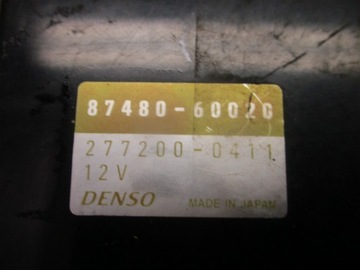 87480-60020
277200-0411
12V
DENSO MADE IN JAPAN